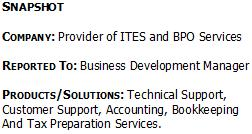 SNAPSHOT
COMPANY: Provider of ITES and BPO Services
REPORTED TO: Business Development Manager
PRODUCTS/SOLUTIONS: Technical Support,
Customer Support, Accounting, Bookkeeping
And Tax Preparation Services.